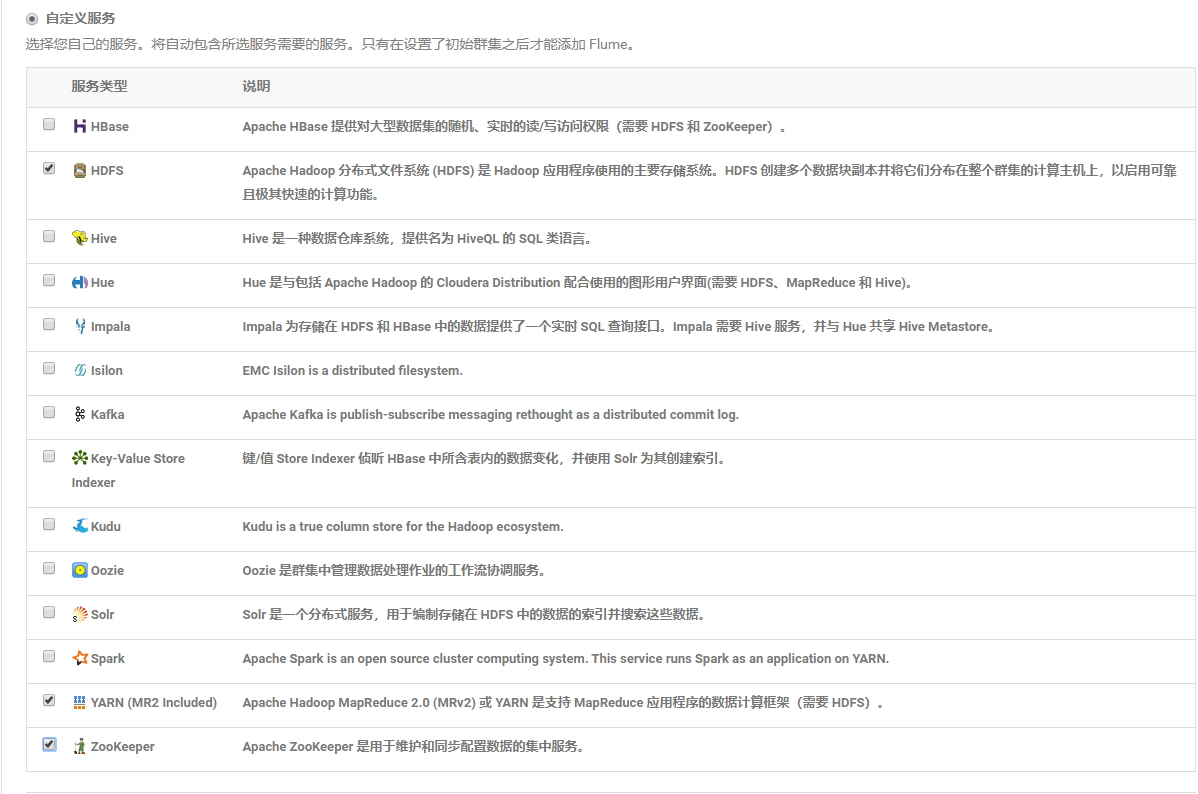 自定义服务
选择您自己的服务。将自动包含所选服务需要的服务。只有在设置了初始群集之后才能添加 Flume。
服务类型 说明
HBase Apache HBase 提供对大型数据集的随机、实时的读/写访问权限（需要 HDFS 和 ZooKeeper）。
HDFS Apache Hadoop 分布式文件系统 (HDFS) 是 Hadoop 应用程序使用的主要存储系统。HDFS 创建多个数据块副本并将它们分布在整个群集的计算主机上，以启用可靠
且极其快速的计算功能。
Hive Hive 是一种数据仓库系统，提供名为 HiveQL 的 SQL 类语言。
Hue Hue 是与包括 Apache Hadoop 的 Cloudera Distribution 配合使用的图形用户界面(需要 HDFS、MapReduce 和 Hive)。
Impala Impala 为存储在 HDFS 和 HBase 中的数据提供了一个实时 SQL 查询接口。Impala 需要 Hive 服务，并与 Hue 共享 Hive Metastore。
Isilon EMC Isilon is a distributed filesystem.
Kafka Apache Kafka is publish-subscribe messaging rethought as a distributed commit log.
Key-Value Store 键/值 Store Indexer 侦听 HBase 中所含表内的数据变化，并使用 Solr 为其创建索引。
Indexer
Kudu Kudu is a true column store for the Hadoop ecosystem.
Oozie Oozie 是群集中管理数据处理作业的工作流协调服务。
Solr Solr 是一个分布式服务，用于编制存储在 HDFS 中的数据的索引并搜索这些数据。
Spark Apache Spark is an open source cluster computing system. This service runs Spark as an application on YARN.
YARN (MR2 Included) Apache Hadoop MapReduce 2.0 (MRv2) 或 YARN 是支持 MapReduce 应用程序的数据计算框架（需要 HDFS）。
ZooKeeper Apache ZooKeeper 是用于维护和同步配置数据的集中服务。